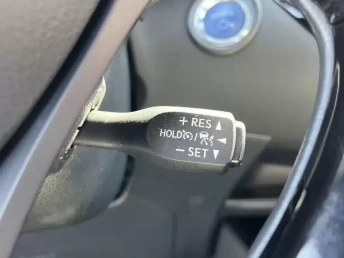 + RES ▲
HOLD / ◄
− SET ▼